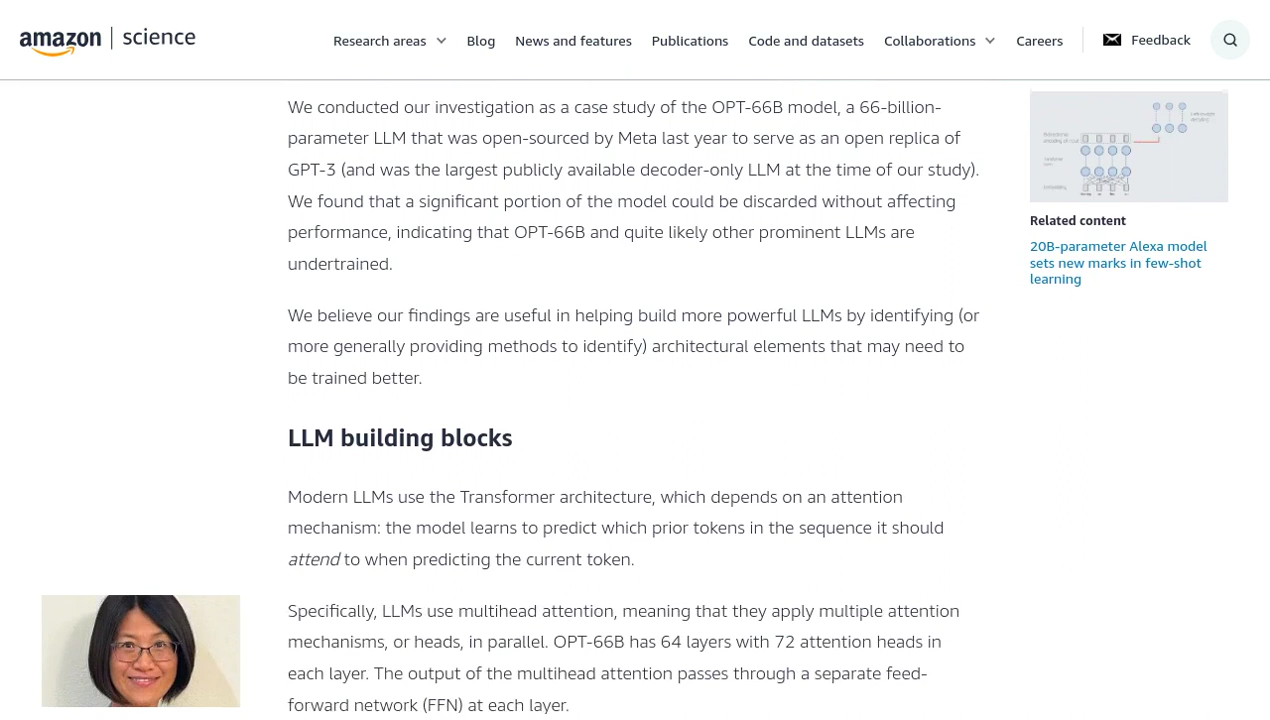 amazon | science
Research areas
Blog
News and features
Publications
Code and datasets
Collaborations
Careers
Feedback
We conducted our investigation as a case study of the OPT-66B model, a 66-billion-
parameter LLM that was open-sourced by Meta last year to serve as an open replica of
GPT-3 (and was the largest publicly available decoder-only LLM at the time of our study).
We found that a significant portion of the model could be discarded without affecting
performance, indicating that OPT-66B and quite likely other prominent LLMs are
undertrained.
We believe our findings are useful in helping build more powerful LLMs by identifying (or
more generally providing methods to identify) architectural elements that may need to
be trained better.
LLM building blocks
Modern LLMs use the Transformer architecture, which depends on an attention
mechanism: the model learns to predict which prior tokens in the sequence it should
attend to when predicting the current token.
Specifically, LLMs use multihead attention, meaning that they apply multiple attention
mechanisms, or heads, in parallel. OPT-66B has 64 layers with 72 attention heads in
each layer. The output of the multihead attention passes through a separate feed-
forward network (FFN) at each layer.
Related content
20B-parameter Alexa model
sets new marks in few-shot
learning